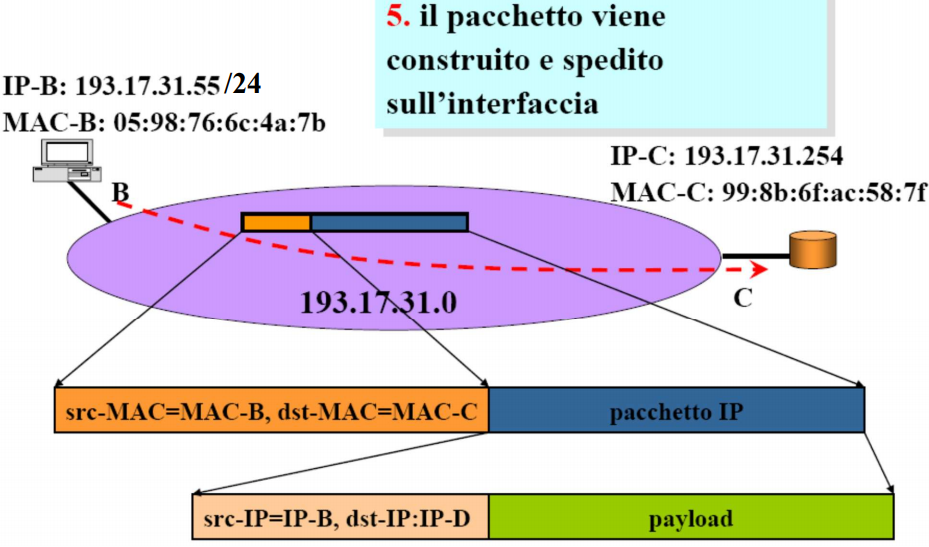 5. il pacchetto viene
construito e spedito
sull'interfaccia
IP-B: 193.17.31.55/24
MAC-B: 05:98:76:6c:4a:7b
IP-C: 193.17.31.254
MAC-C: 99:8b:6f:ac:58:7f
B
193.17.31.0
C
src-MAC=MAC-B, dst-MAC=MAC-C
pacchetto IP
src-IP=IP-B, dst-IP:IP-D
payload